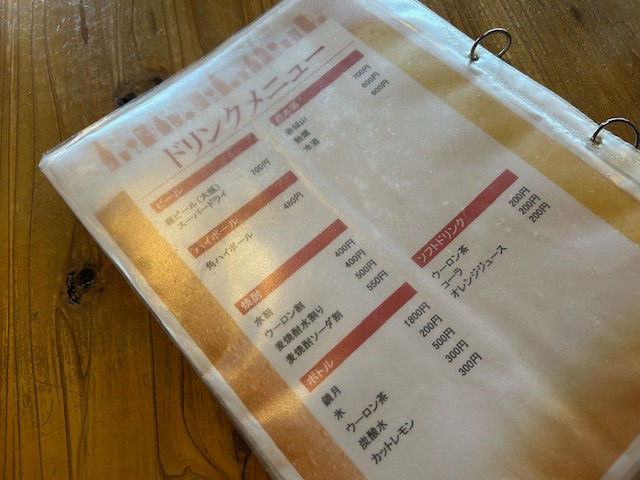 ドリンクメニュー
ビール
瓶ビール(大瓶) 700円
スーパードライ
ハイボール
角ハイボール 480円
焼酎
水割 400円
ウーロン割 400円
麦焼酎水割り 500円
麦焼酎ソーダ割 550円
ボトル
鏡月 1800円
氷 200円
ウーロン茶 500円
炭酸水 300円
カットレモン 300円
日本酒
赤城山 700円
熱燗 600円
冷酒 600円
ソフトドリンク
ウーロン茶 200円
コーラ 200円
オレンジジュース 200円